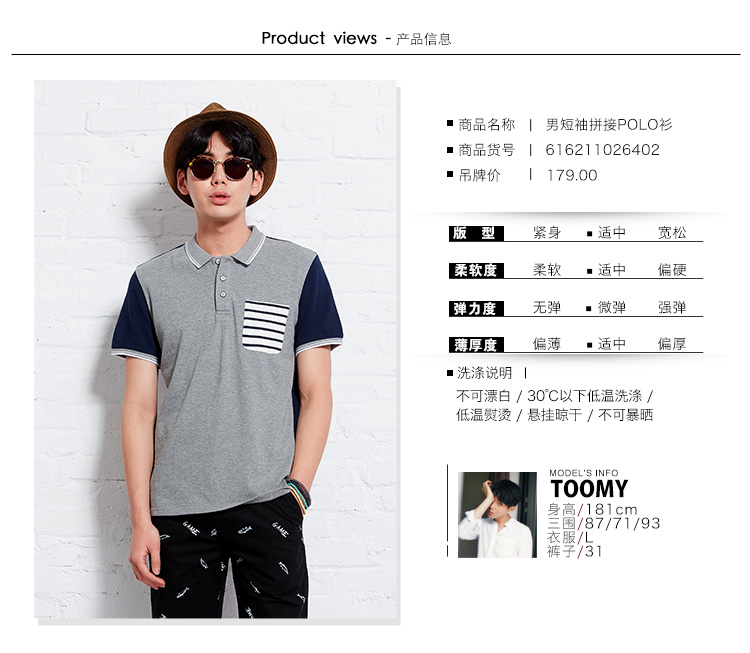 Product views - 产品信息
商品名称 | 男短袖拼接POLO衫
商品货号 | 616211026402
吊牌价 | 179.00
版 型 紧身 ■ 适中 宽松
柔软度 柔软 ■ 适中 偏硬
弹力度 无弹 ■ 微弹 强弹
薄厚度 偏薄 ■ 适中 偏厚
洗涤说明 |
不可漂白 / 30℃以下低温洗涤 /
低温熨烫 / 悬挂晾干 / 不可暴晒
MODEL'S INFO
TOOMY
身高/181cm
三围/87/71/93
衣服/L
裤子/31
GAME
GAME
GAME
GAME